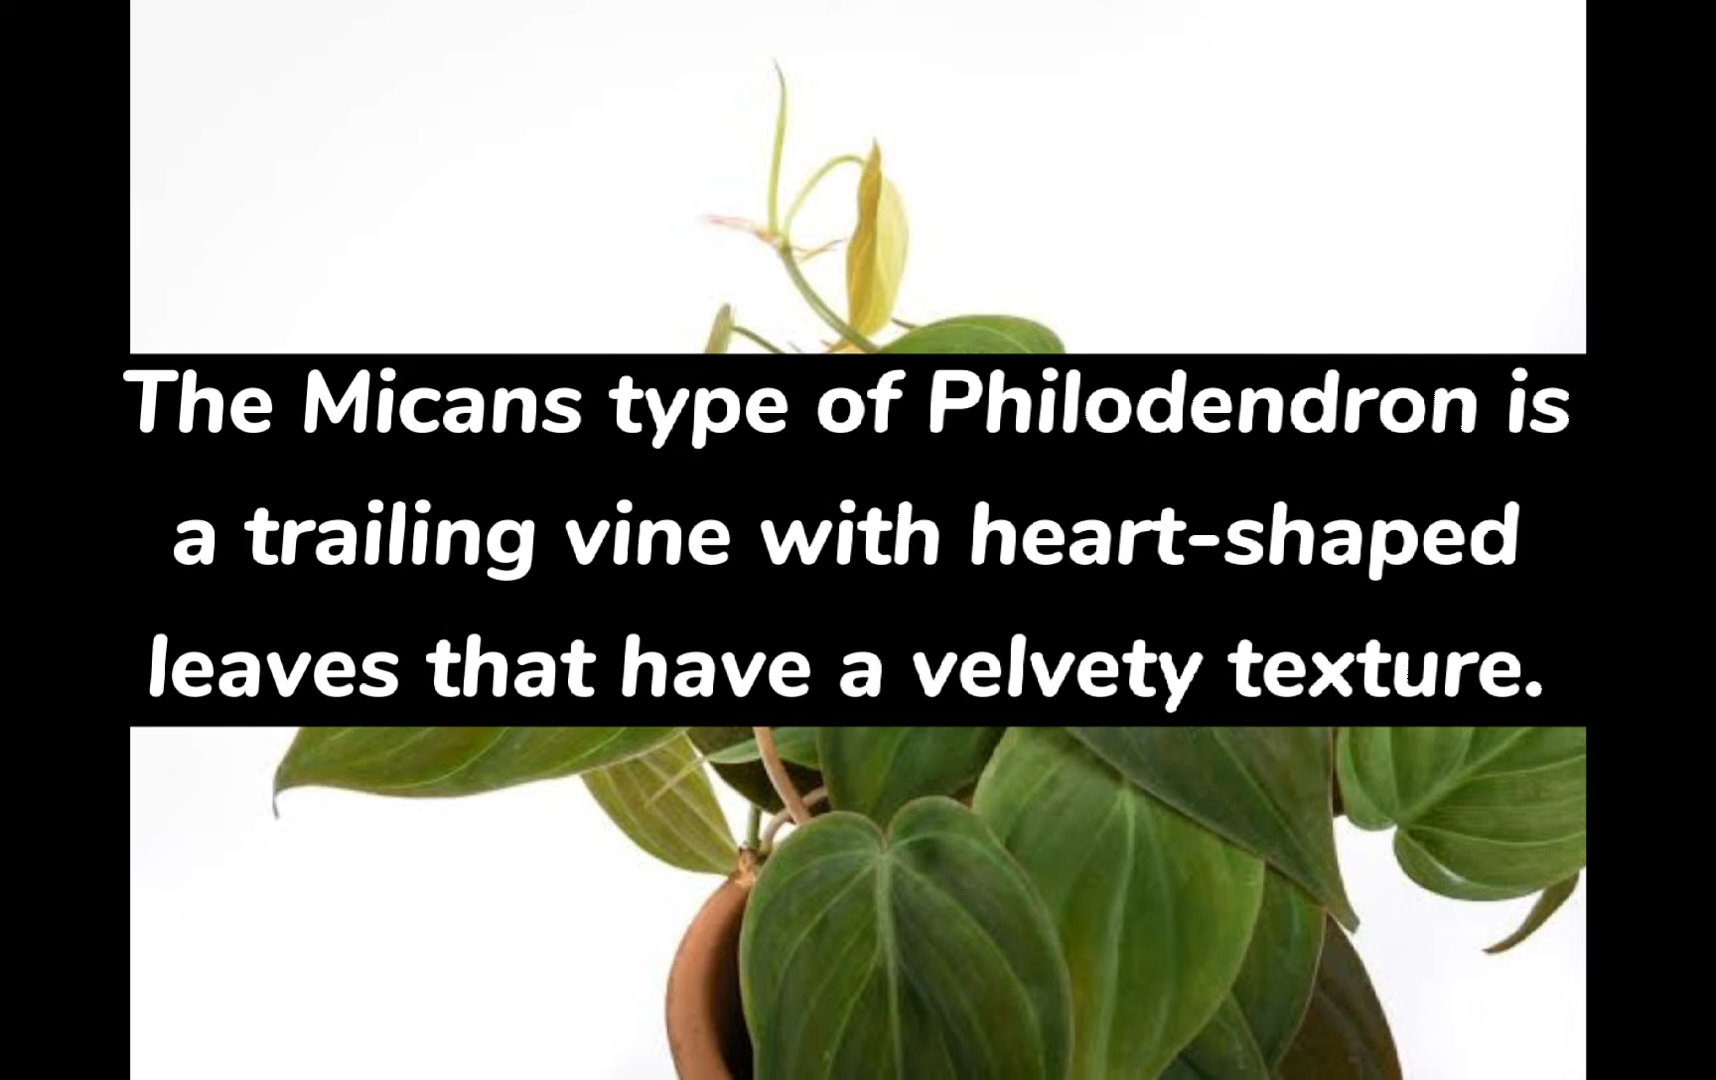 The Micans type of Philodendron is
a trailing vine with heart-shaped
leaves that have a velvety texture.